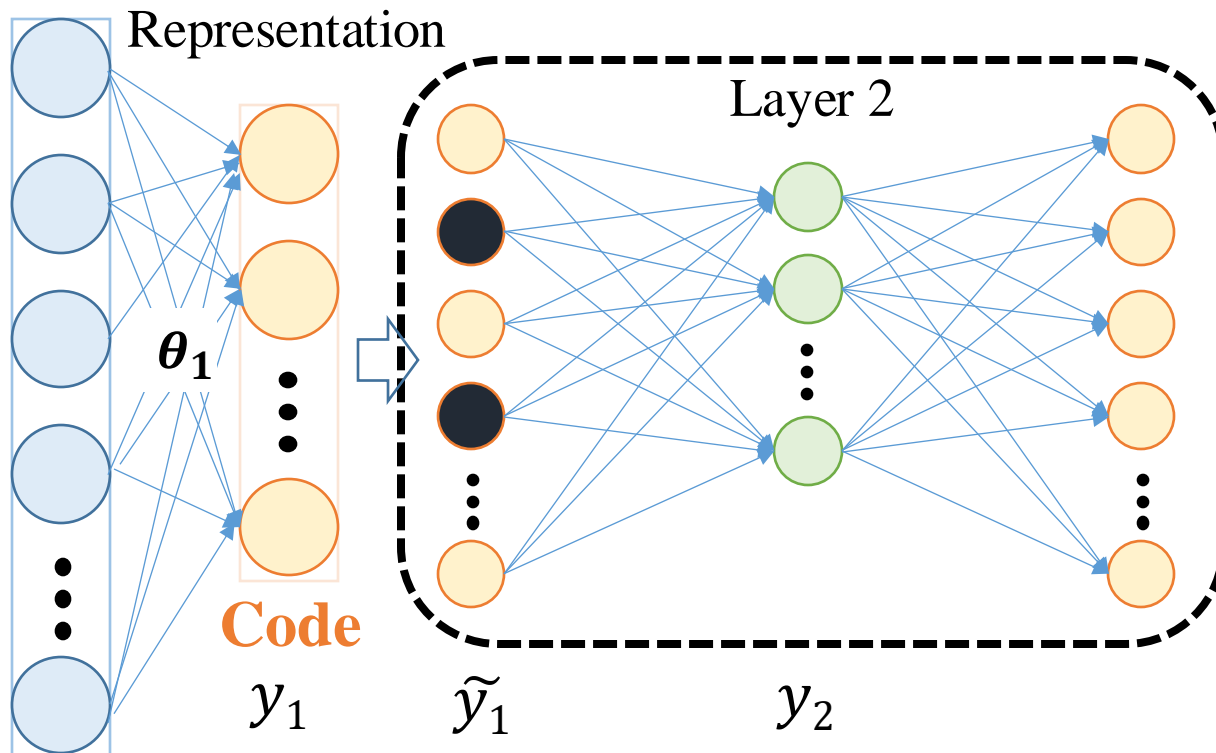 Representation
Layer 2
θ₁
Code
y₁
ỹ₁
y₂